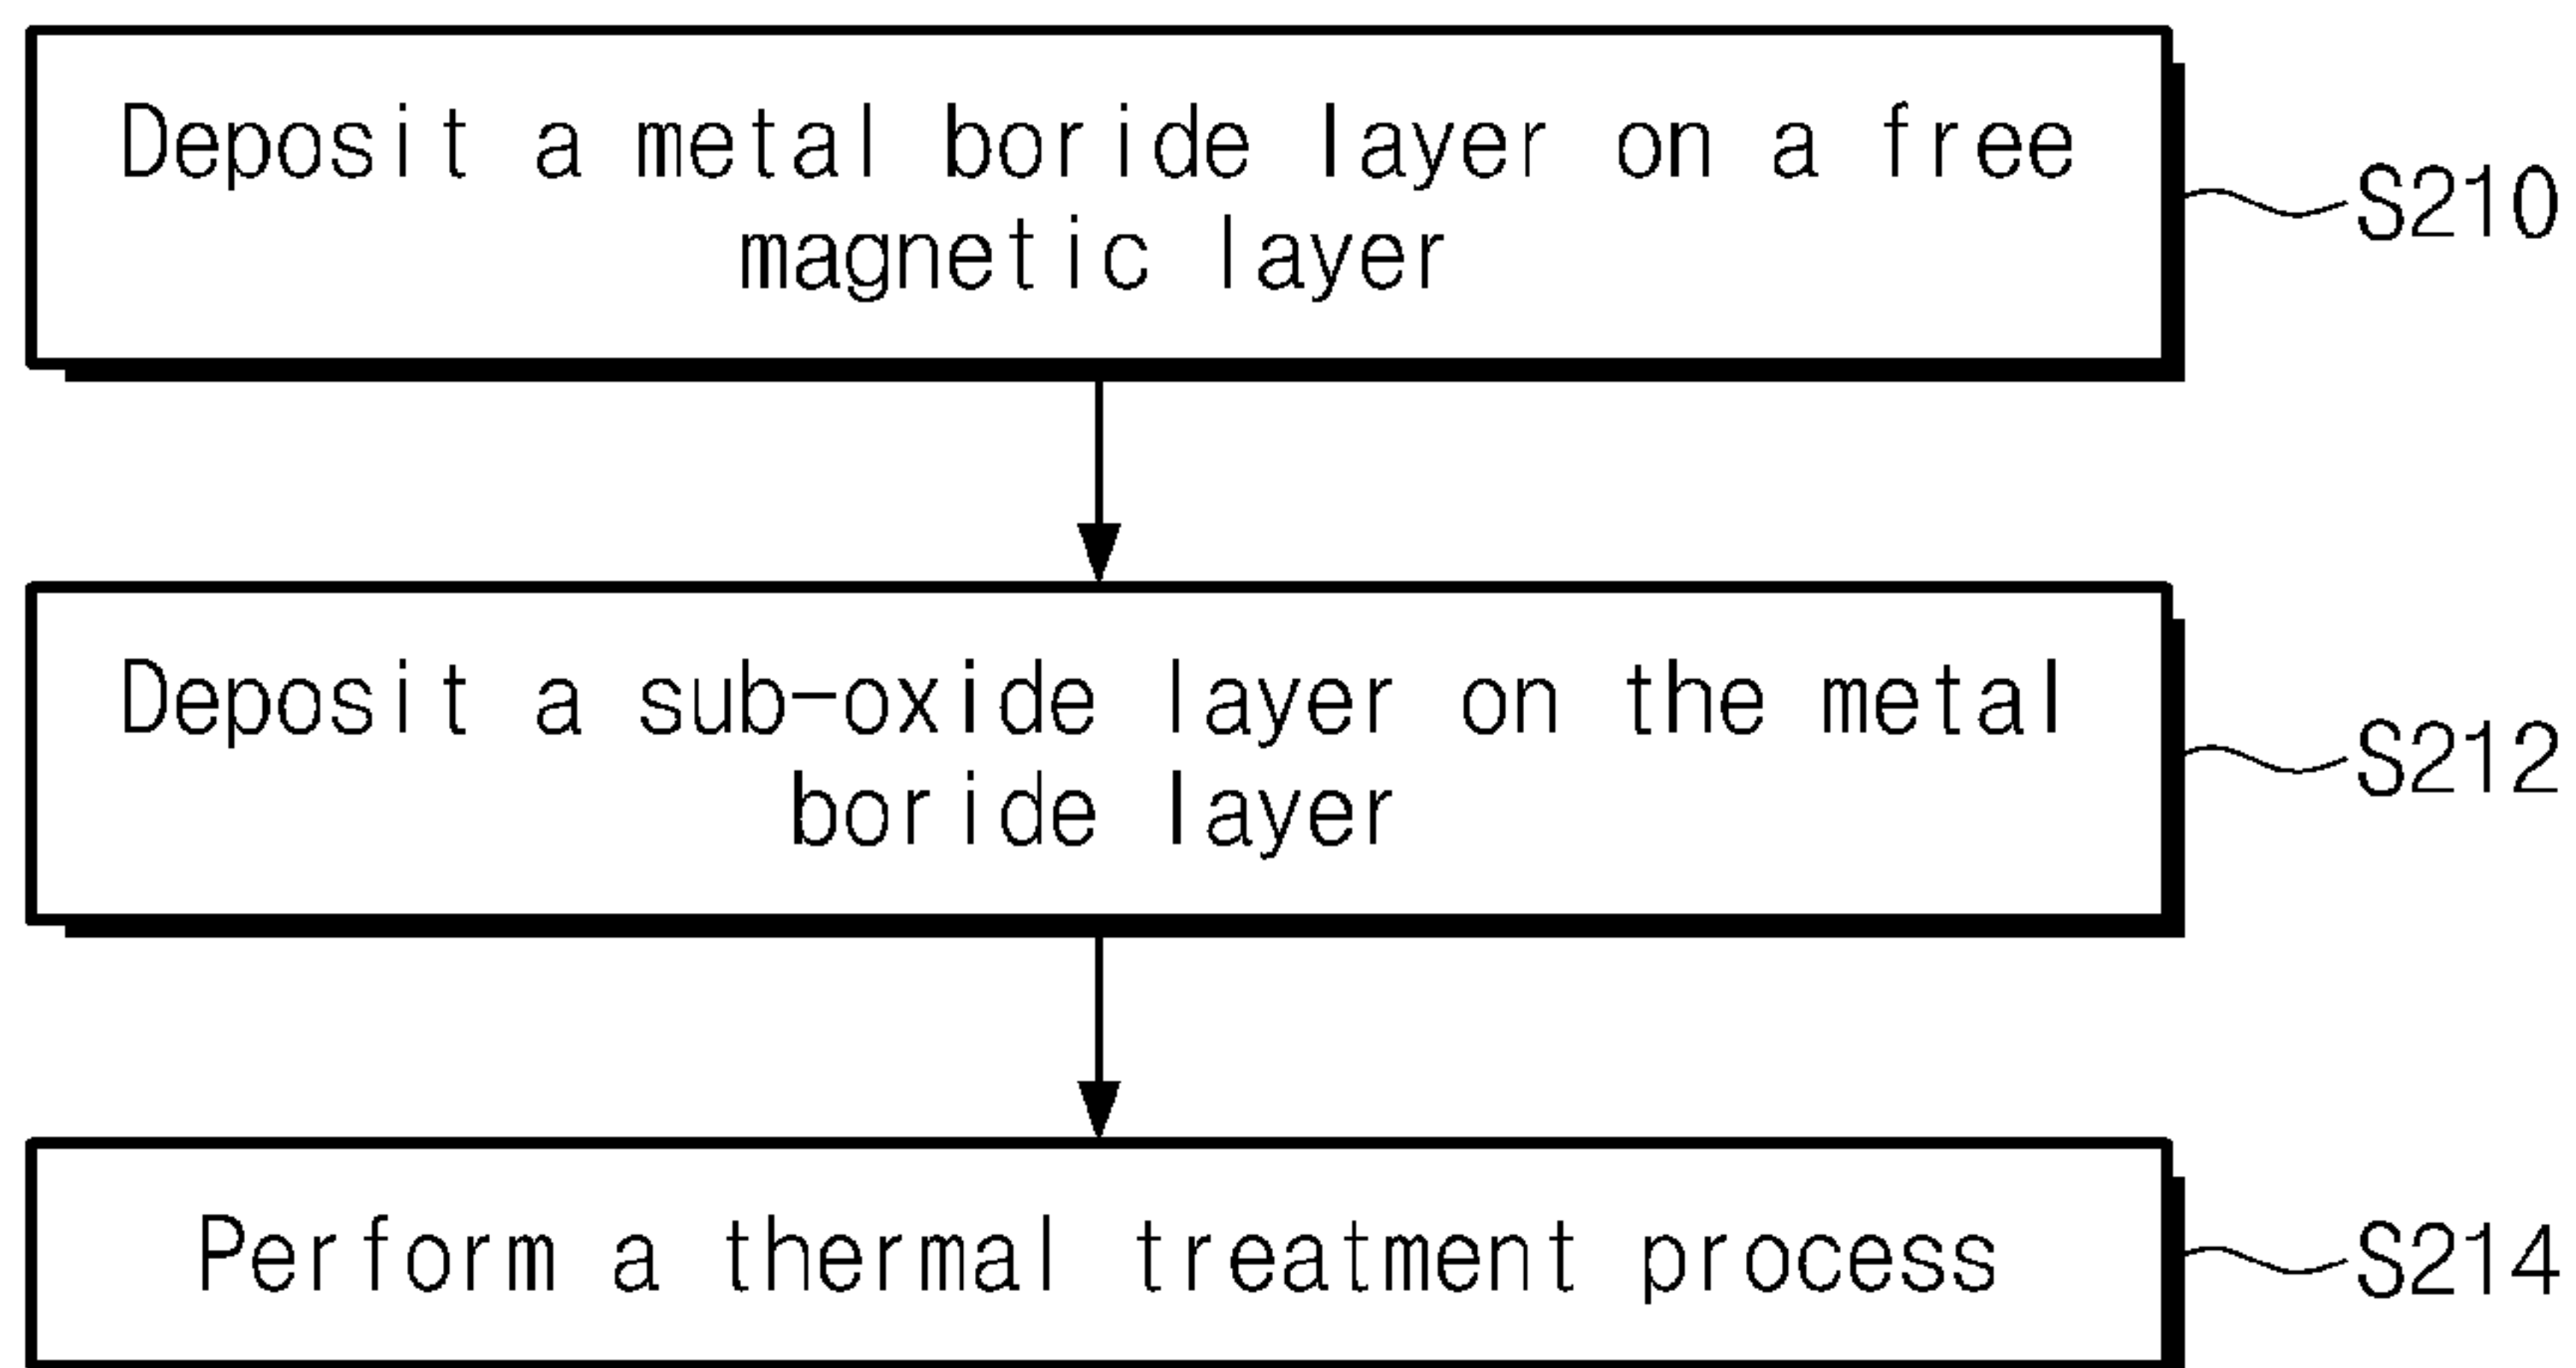 Deposit a metal boride layer on a free
magnetic layer
S210
Deposit a sub-oxide layer on the metal
boride layer
S212
Perform a thermal treatment process
S214